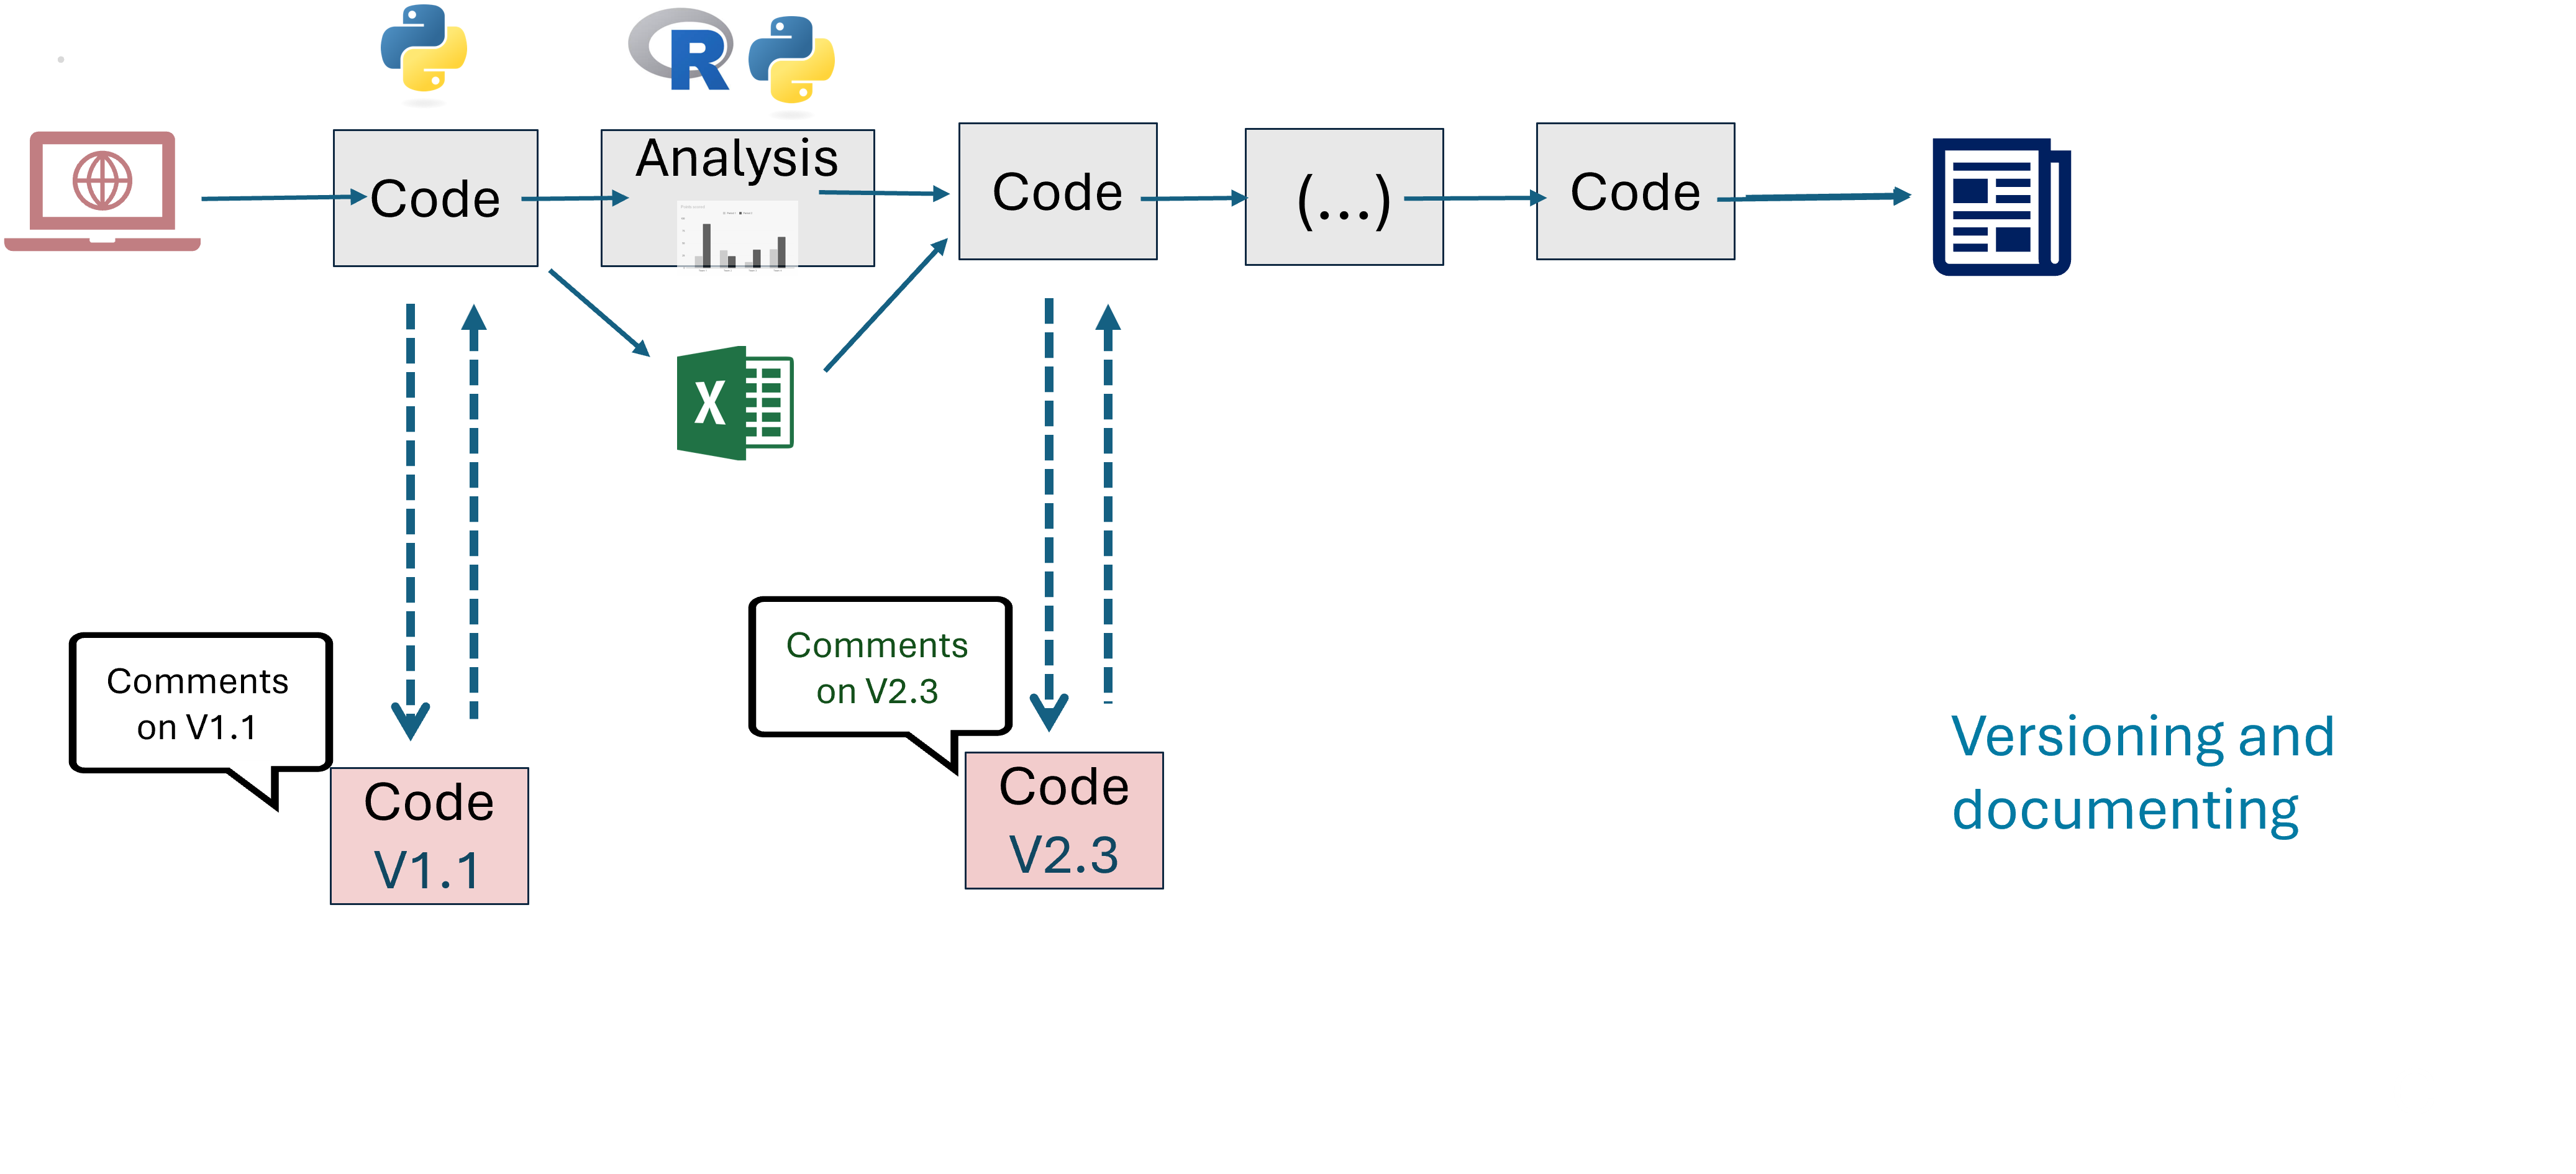 R
Code
Analysis
Code
(...)
Code
X
Comments
on V1.1
Comments
on V2.3
Code
V1.1
Code
V2.3
Versioning and
documenting